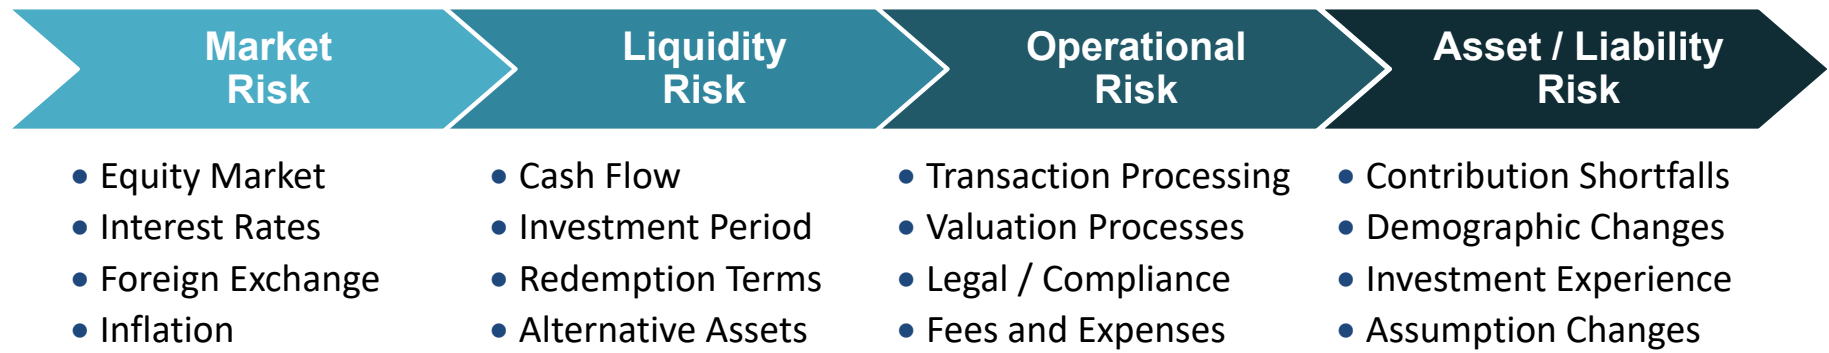 Market
Risk
Liquidity
Risk
Operational
Risk
Asset / Liability
Risk
• Equity Market
• Interest Rates
• Foreign Exchange
• Inflation
• Cash Flow
• Investment Period
• Redemption Terms
• Alternative Assets
• Transaction Processing
• Valuation Processes
• Legal / Compliance
• Fees and Expenses
• Contribution Shortfalls
• Demographic Changes
• Investment Experience
• Assumption Changes